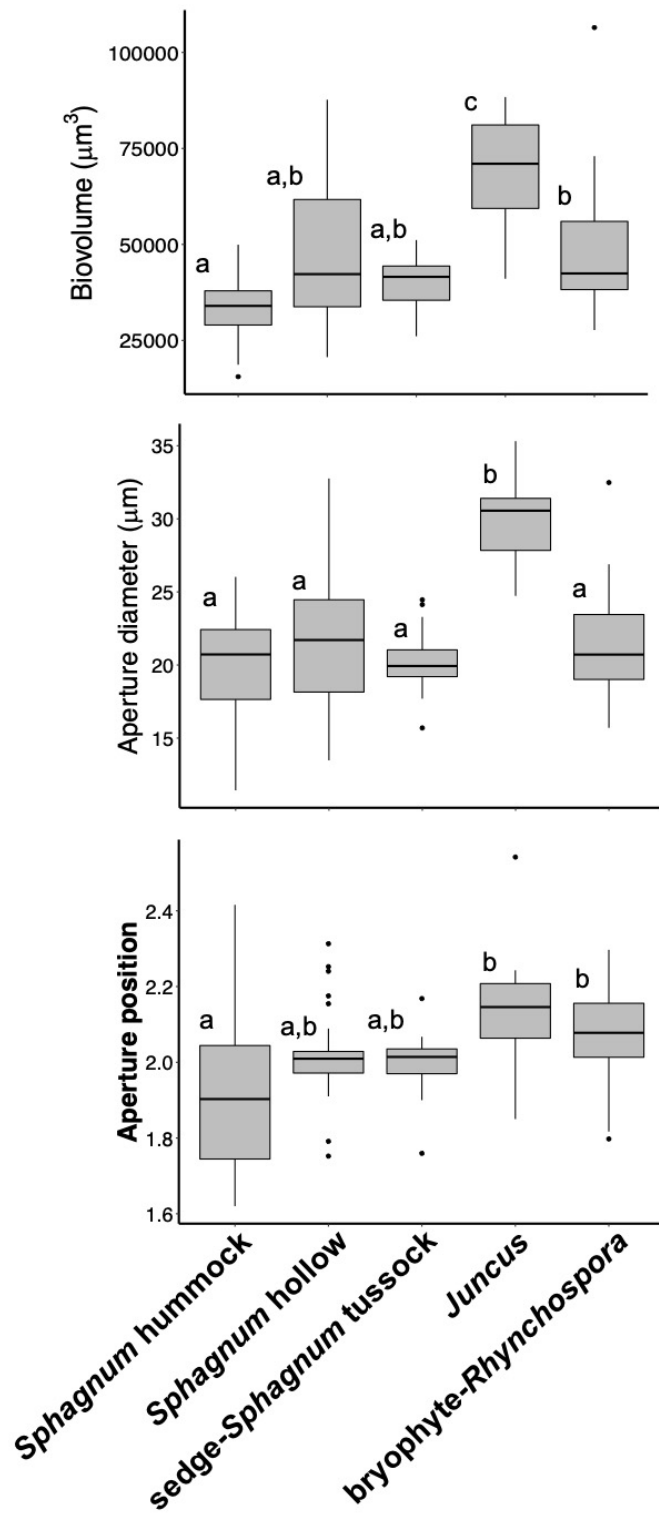 Biovolume (µm³)
100000
75000
50000
25000
a
a,b
a,b
c
b
Aperture diameter (µm)
35
30
25
20
15
a
a
a
b
a
Aperture position
2.4
2.2
2.0
1.8
1.6
a
a,b
a,b
b
b
Sphagnum hummock
Sphagnum hollow
sedge-Sphagnum tussock
Juncus
bryophyte-Rhynchospora